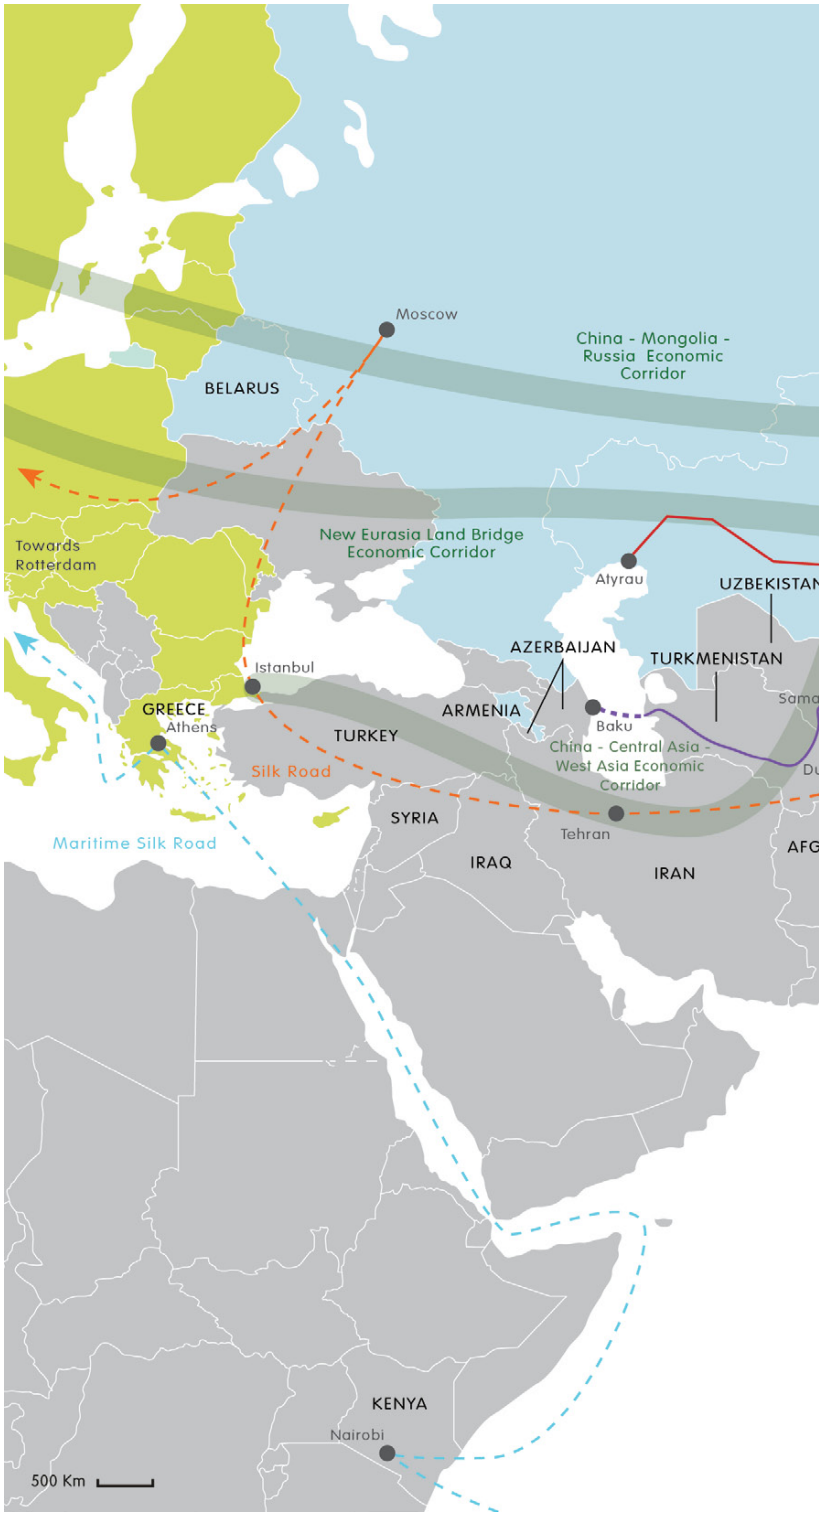 Moscow
China - Mongolia -
Russia Economic
Corridor
BELARUS
New Eurasia Land Bridge
Economic Corridor
Towards
Rotterdam
Atyrau
UZBEKISTAN
AZERBAIJAN
TURKMENISTAN
Istanbul
GREECE
Athens
ARMENIA
Sama
Baku
TURKEY
China - Central Asia -
West Asia Economic
Corridor
Silk Road
Du
SYRIA
Tehran
Maritime Silk Road
AFG
IRAQ
IRAN
KENYA
Nairobi
500 Km